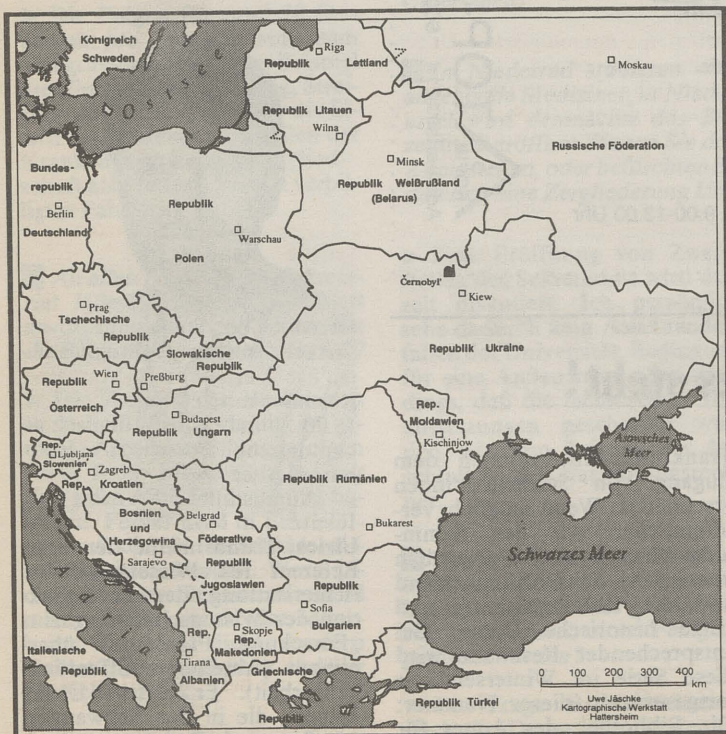 Königreich
Schweden
Ostsee
Riga
Republik Lettland
Moskau
Republik Litauen
Wilna
Russische Föderation
Minsk
Republik Weißrußland
(Belarus)
Bundes-
republik
Berlin
Deutschland
Republik
Warschau
Polen
Černobyl'
Kiew
Prag
Tschechische
Republik
Slowakische
Republik
Republik Ukraine
Wien
Preßburg
Republik
Österreich
Budapest
Republik Ungarn
Rep.
Moldawien
Kischinjow
Asowsches
Meer
Rep.
Ljubljana
Slowenien
Zagreb
Rep.
Kroatien
Republik Rumänien
Bosnien
und
Herzegowina
Sarajevo
Belgrad
Föderative
Republik
Jugoslawien
Bukarest
Schwarzes Meer
Adria
Republik
Sofia
Bulgarien
Rep.
Tirana
Albanien
Skopje
Rep.
Makedonien
Italienische
Republik
Griechische
Republik
Republik Türkei
0 100 200 300 400
km
Uwe Jäschke
Kartographische Werkstatt
Hattersheim